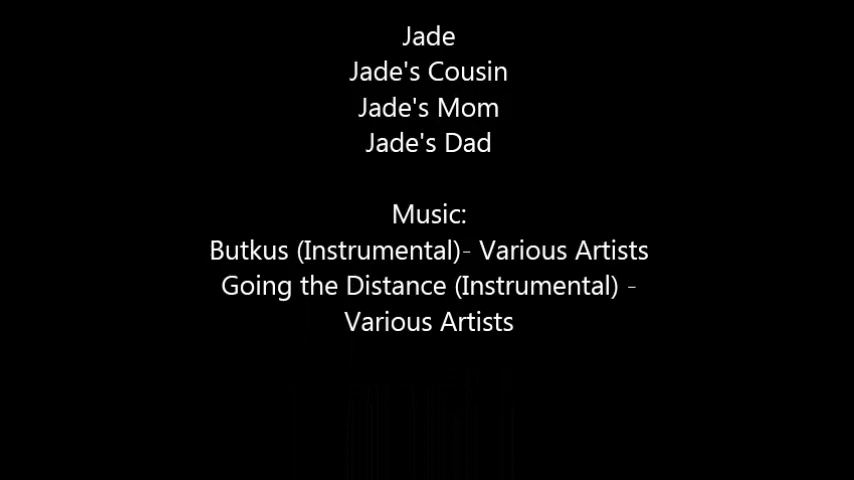 Jade
Jade's Cousin
Jade's Mom
Jade's Dad
Music:
Butkus (Instrumental)- Various Artists
Going the Distance (Instrumental) -
Various Artists